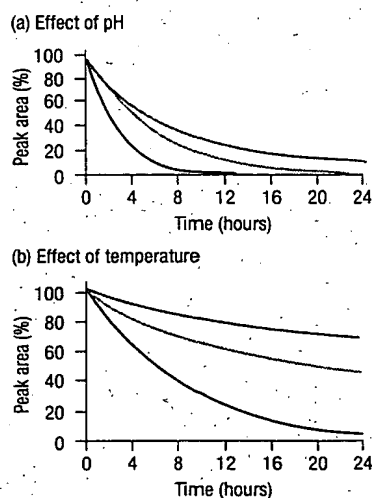 (a) Effect of pH
Peak area (%)
100
80
60
40
20
0
0 4 8 12 16 20 24
Time (hours)
(b) Effect of temperature
Peak area (%)
100
80
60
40
20
0
0 4 8 12 16 20 24
Time (hours)